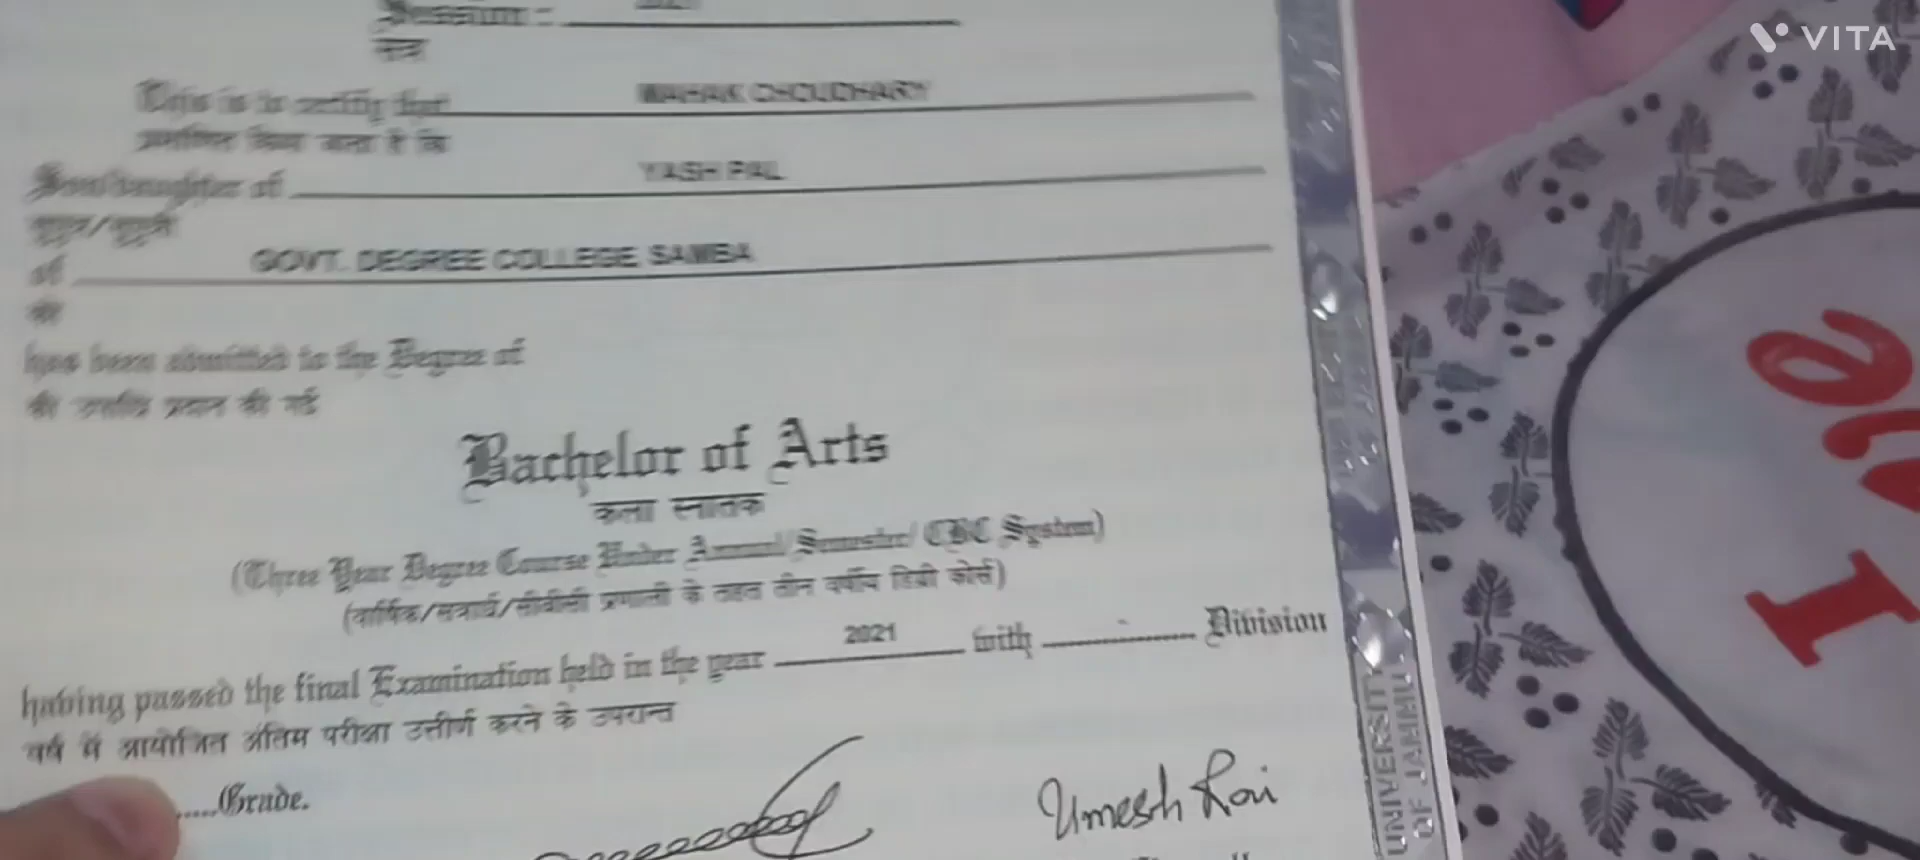 Session :- 2021
सत्र
This is to certify that MAHAK CHOUDHARY
प्रमाणित किया जाता है कि
Son/Daughter of YASH PAL
सुपुत्र/सुपुत्री
of GOVT. DEGREE COLLEGE SAMBA
को
has been admitted to the Degree of
की उपाधि प्रदान की गई
Bachelor of Arts
कला स्नातक
(Three Year Degree Course Under Annual/Semester/ CBC System)
(वार्षिक/सत्रार्ध/सीबीसी प्रणाली के तहत तीन वर्षीय डिग्री कोर्स)
having passed the final Examination held in the year 2021 with Division
वर्ष में आयोजित अंतिम परीक्षा उत्तीर्ण करने के उपरान्त
.....Grade.
Umesh Rai
UNIVERSITY
OF JAMMU
VITA
I